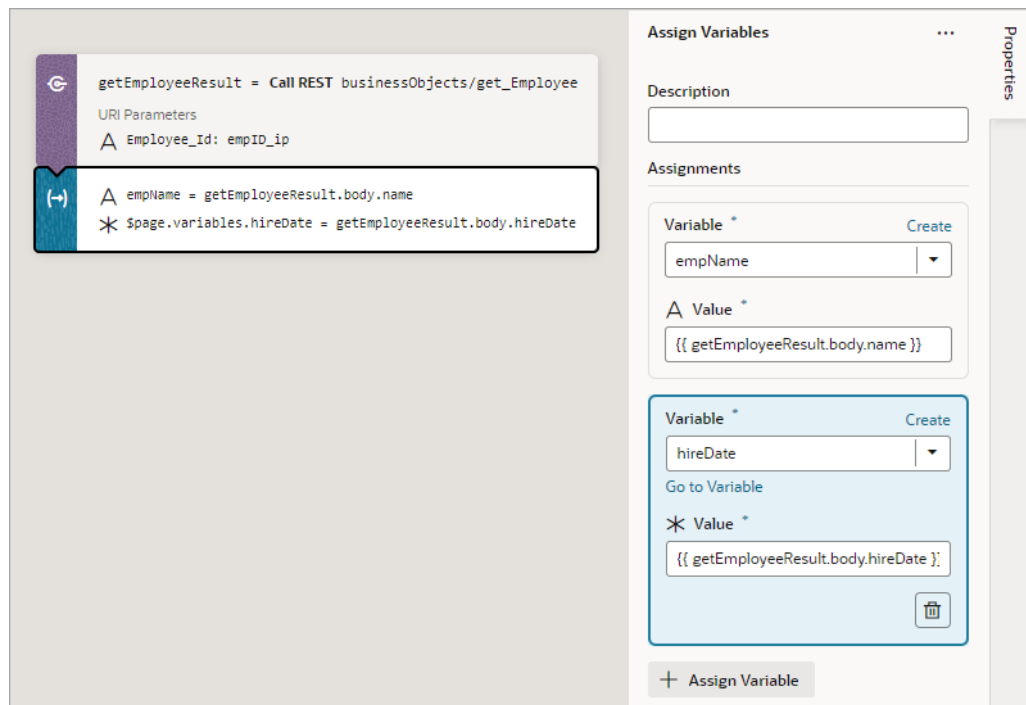 getEmployeeResult = Call REST businessObjects/get_Employee
URI Parameters
A Employee_Id: empID_ip
(→) A empName = getEmployeeResult.body.name
$page.variables.hireDate = getEmployeeResult.body.hireDate
Assign Variables ...
Description
Assignments
Variable * Create
empName
A Value *
{{ getEmployeeResult.body.name }}
Variable * Create
hireDate
Go to Variable
Value *
{{ getEmployeeResult.body.hireDate }}
+ Assign Variable
Properties